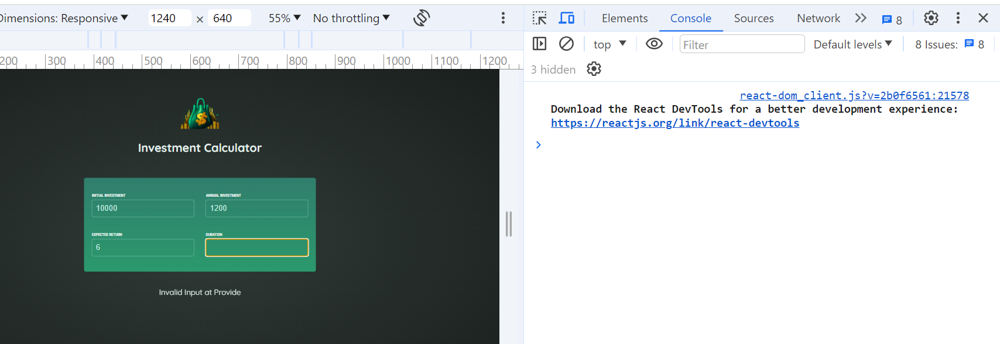 Dimensions: Responsive 1240 × 640 55% No throttling
200 300 400 500 600 700 800 900 1000 1100 1200
Investment Calculator
INITIAL INVESTMENT ANNUAL INVESTMENT
10000 1200
EXPECTED RETURN DURATION
6
Invalid Input at Provide
Elements Console Sources Network 8
top Filter Default levels 8 Issues: 8
3 hidden
react-dom_client.js?v=2b0f6561:21578
Download the React DevTools for a better development experience:
https://reactjs.org/link/react-devtools